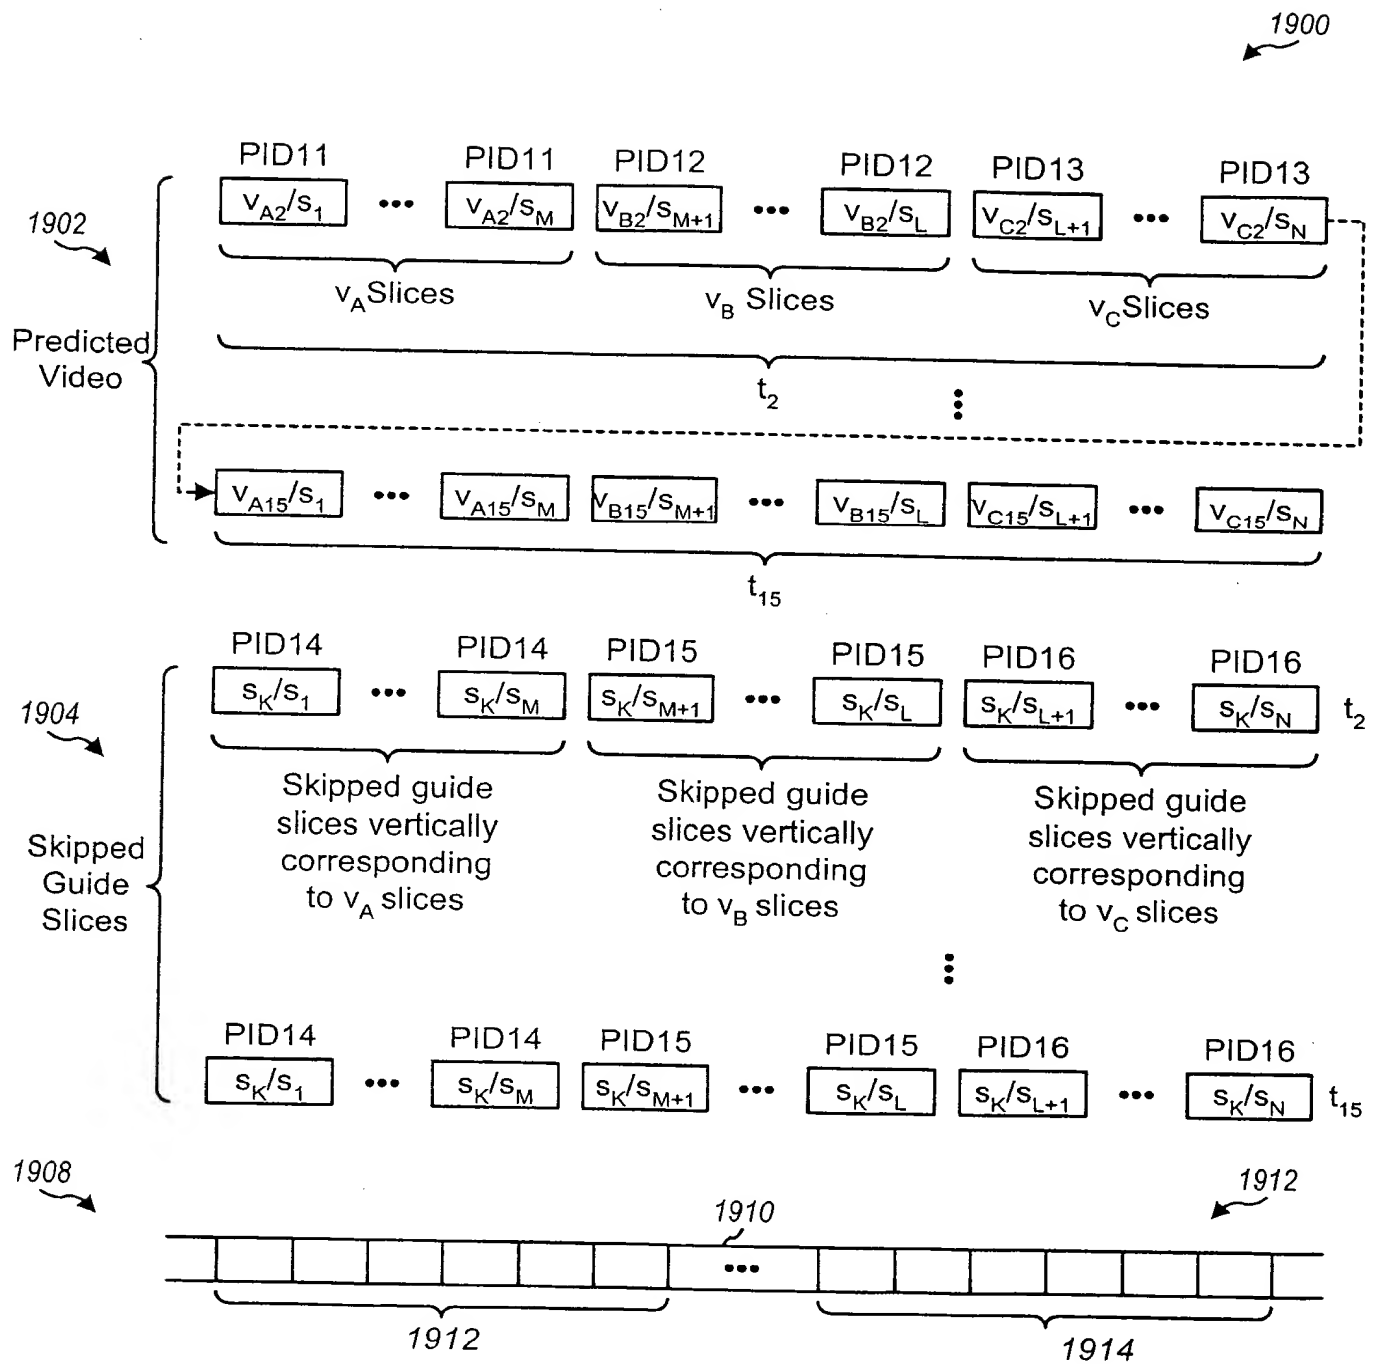 1900
PID11 PID11 PID12 PID12 PID13 PID13
vA2/s1 ••• vA2/sM vB2/sM+1 ••• vB2/sL vC2/sL+1 ••• vC2/sN
1902
vASlices vB Slices vCSlices
Predicted
Video
t2
vA15/s1 ••• vA15/sM vB15/sM+1 ••• vB15/sL vC15/sL+1 ••• vC15/sN
t15
PID14 PID14 PID15 PID15 PID16 PID16
sK/s1 ••• sK/sM sK/sM+1 ••• sK/sL sK/sL+1 ••• sK/sN t2
1904
Skipped guide
slices vertically
corresponding
to vA slices
Skipped guide
slices vertically
corresponding
to vB slices
Skipped guide
slices vertically
corresponding
to vC slices
Skipped
Guide
Slices
PID14 PID14 PID15 PID15 PID16 PID16
sK/s1 ••• sK/sM sK/sM+1 ••• sK/sL sK/sL+1 ••• sK/sN t15
1908
1912
1910
•••
1912
1914